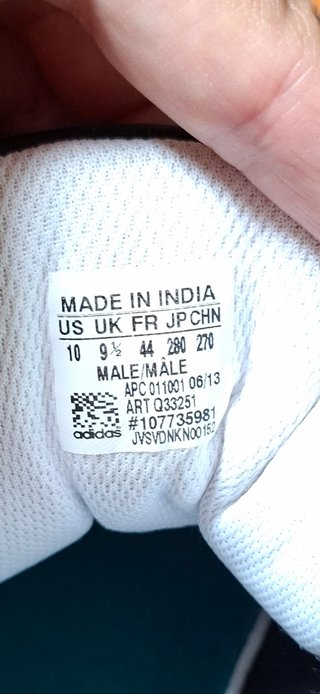 MADE IN INDIA
US UK FR JP CHN
10 9½ 44 280 270
MALE/MÂLE
APC 011001 06/13
ART Q33251
#107735981
adidas JVSVDNKN00152